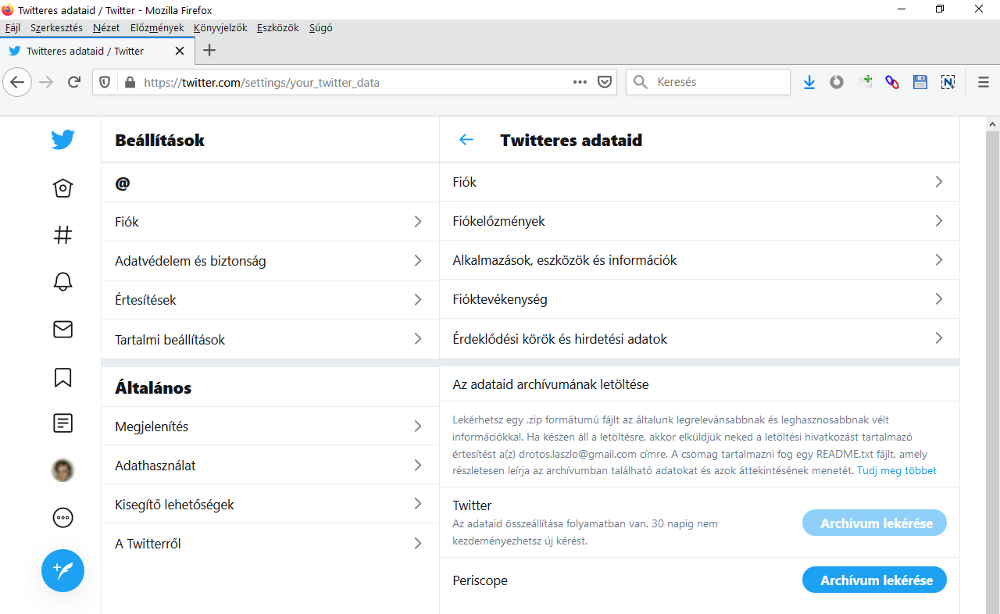 Twitteres adataid / Twitter - Mozilla Firefox
Fájl Szerkesztés Nézet Előzmények Könyvjelzők Eszközök Súgó
Twitteres adataid / Twitter
https://twitter.com/settings/your_twitter_data
Keresés
Beállítások
@
Fiók
Adatvédelem és biztonság
Értesítések
Tartalmi beállítások
Általános
Megjelenítés
Adathasználat
Kisegítő lehetőségek
A Twitterről
Twitteres adataid
Fiók
Fiókelőzmények
Alkalmazások, eszközök és információk
Fióktevékenység
Érdeklődési körök és hirdetési adatok
Az adataid archívumának letöltése
Lekérhetsz egy .zip formátumú fájlt az általunk legrelevánsabbnak és leghasznosabbnak vélt
információkkal. Ha készen áll a letöltésre, akkor elküldjük neked a letöltési hivatkozást tartalmazó
értesítést a(z) drotos.laszlo@gmail.com címre. A csomag tartalmazni fog egy README.txt fájlt, amely
részletesen leírja az archívumban található adatokat és azok áttekintésének menetét. Tudj meg többet
Twitter
Az adataid összeállítása folyamatban van. 30 napig nem
kezdeményezhetsz új kérést.
Archívum lekérése
Periscope
Archívum lekérése